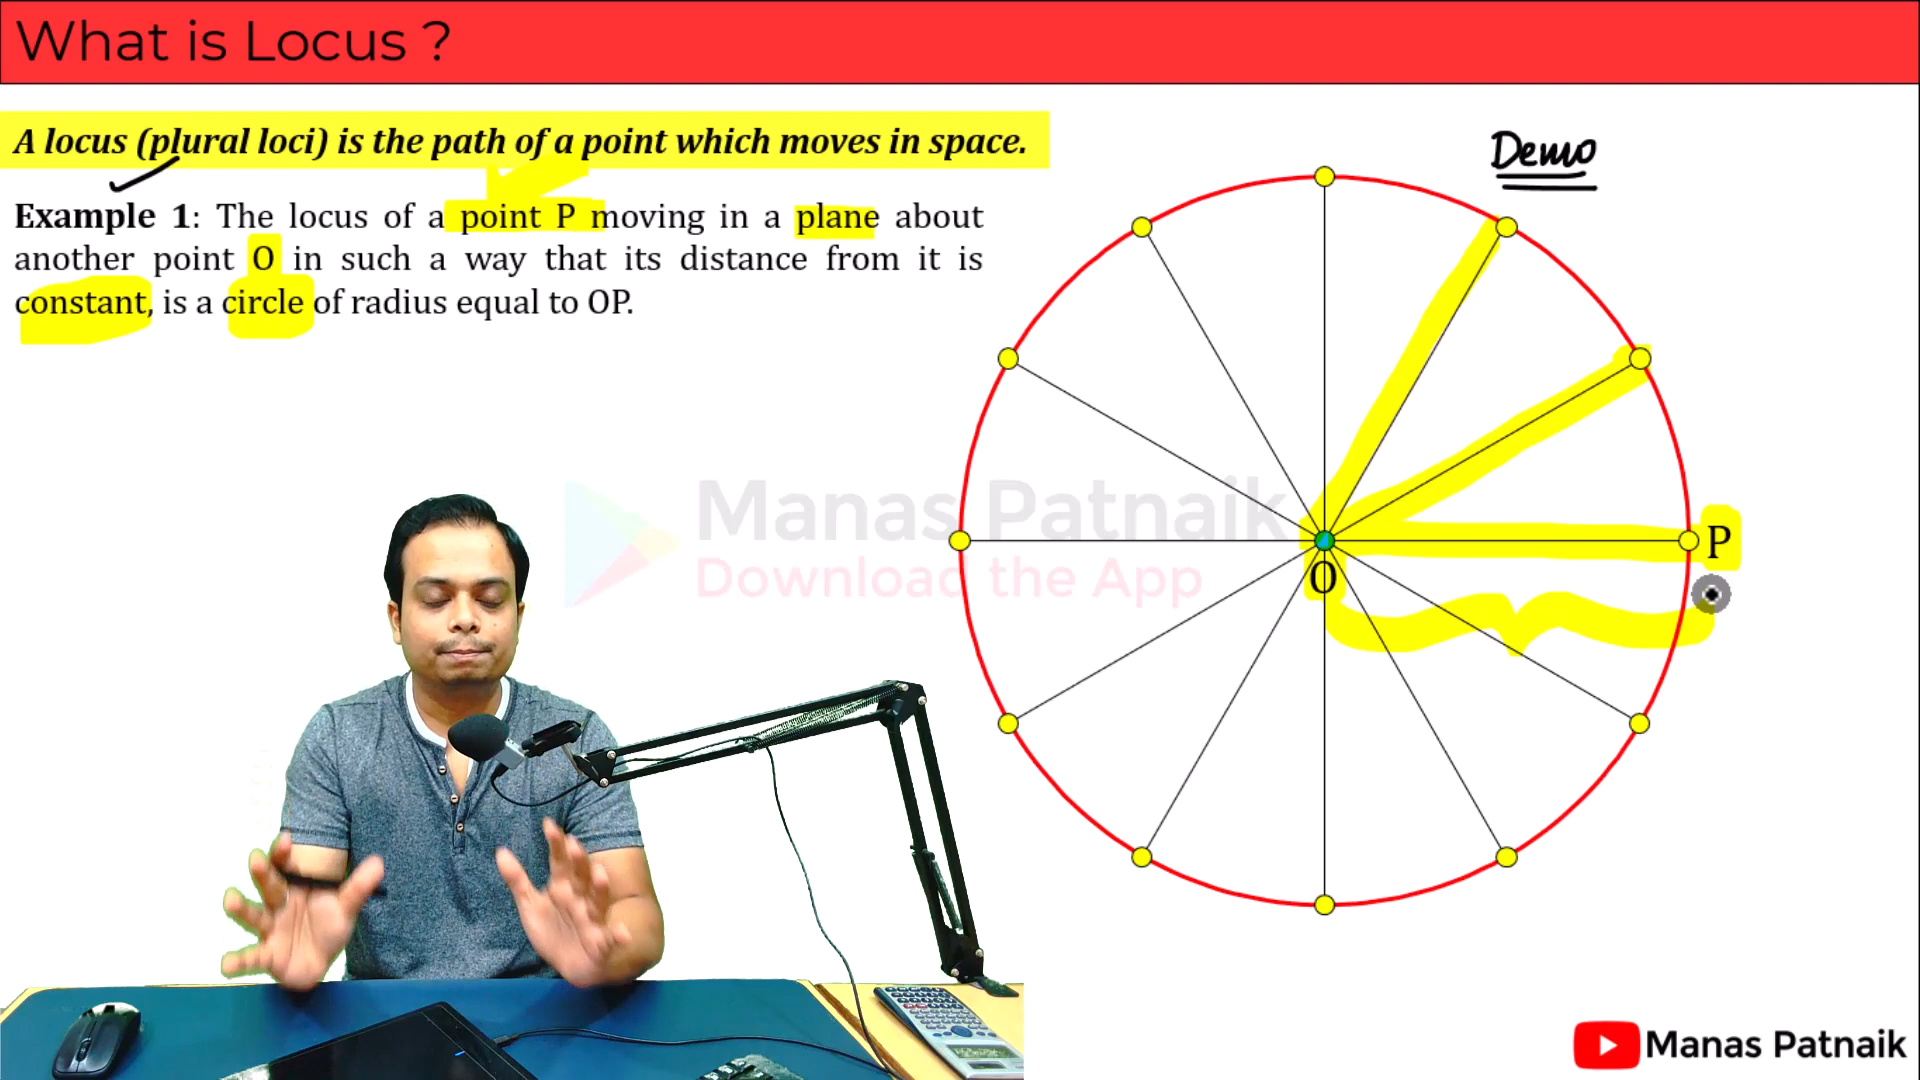 What is Locus ?
A locus (plural loci) is the path of a point which moves in space.
Demo
Example 1: The locus of a point P moving in a plane about
another point O in such a way that its distance from it is
constant, is a circle of radius equal to OP.
Manas Patnaik
Download the App
P
O
Manas Patnaik